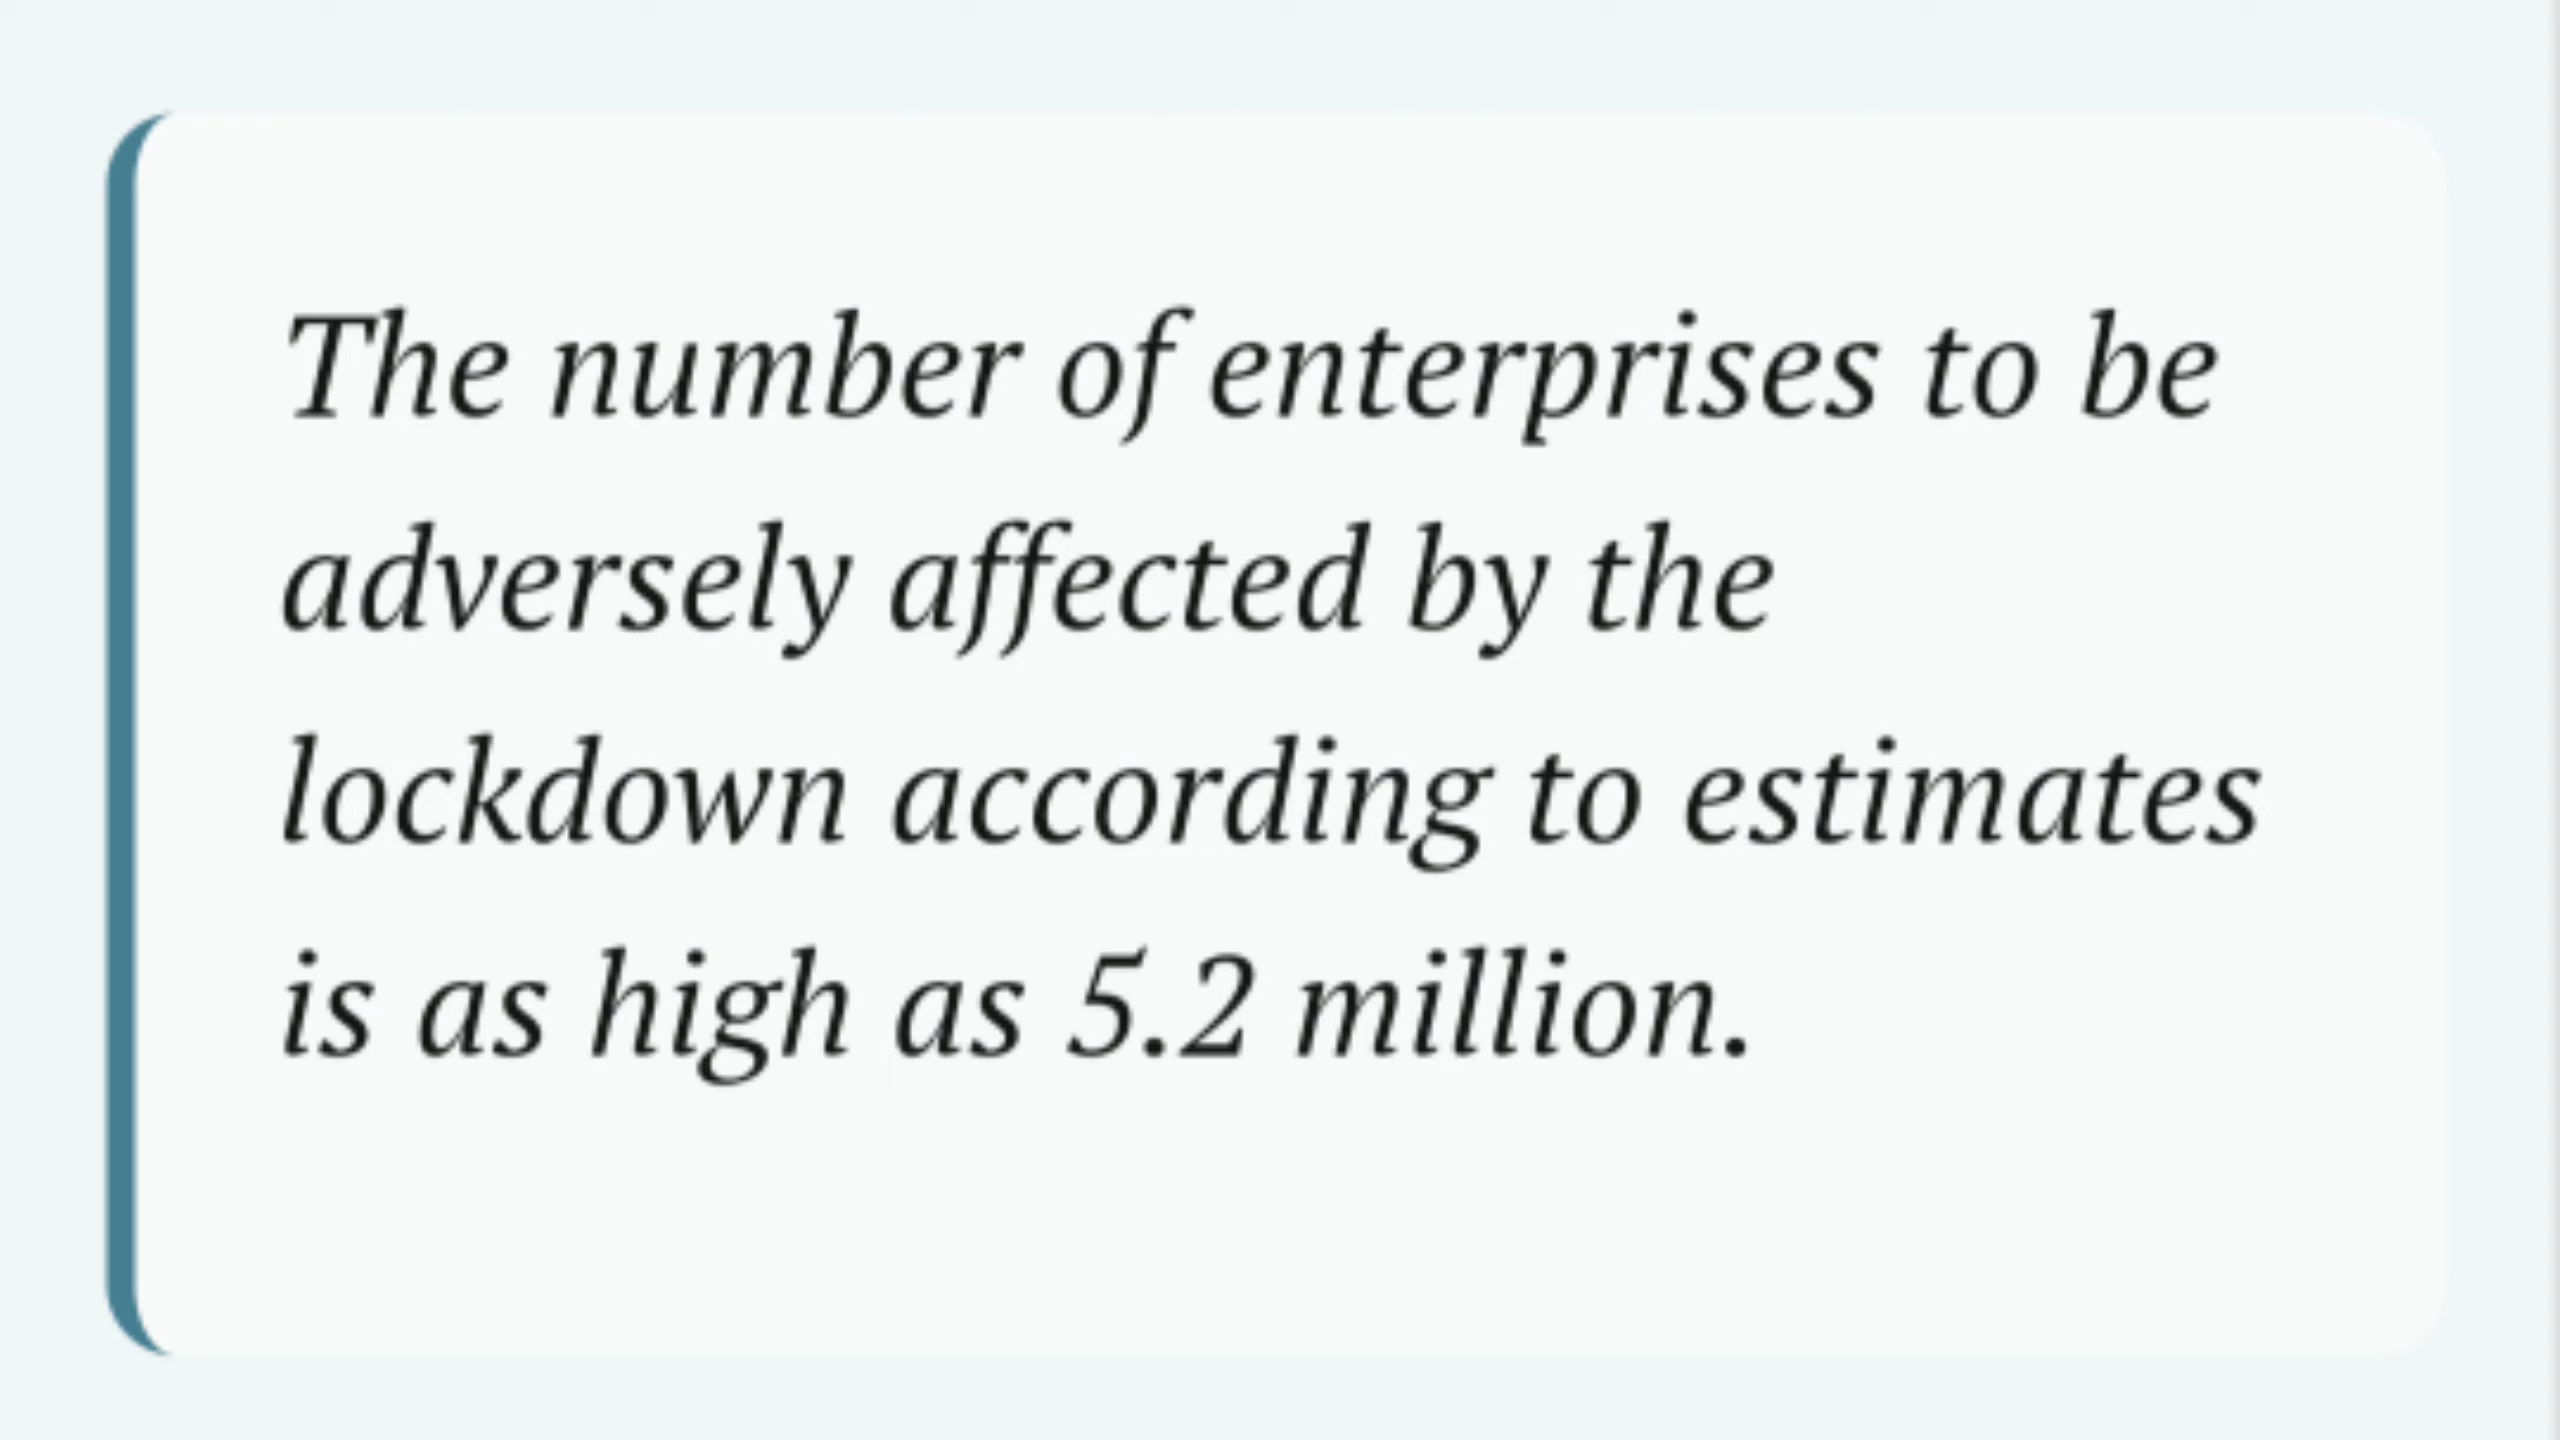 The number of enterprises to be
adversely affected by the
lockdown according to estimates
is as high as 5.2 million.